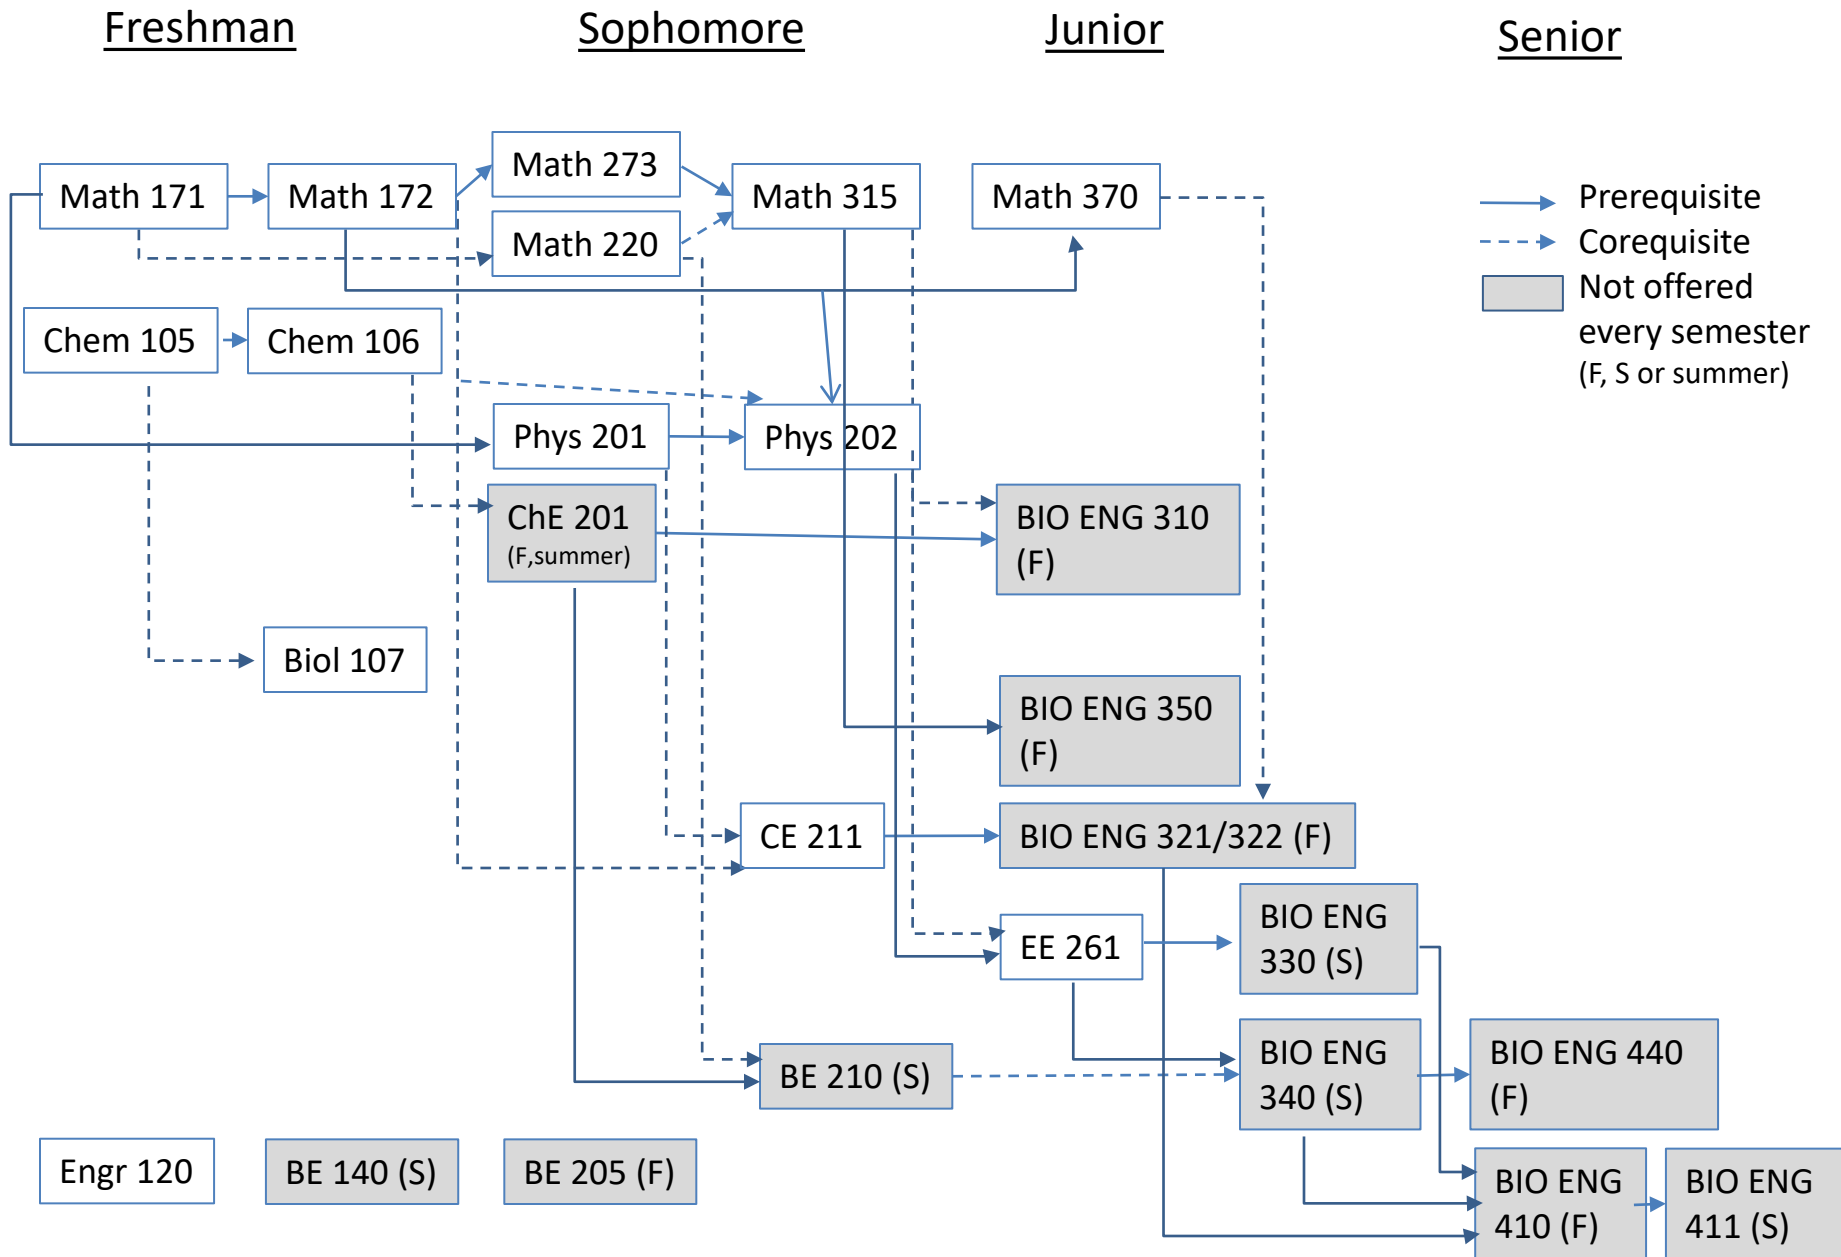 Freshman
Sophomore
Junior
Senior
Math 171
Math 172
Math 273
Math 220
Math 315
Math 370
Prerequisite
Corequisite
Not offered
every semester
(F, S or summer)
Chem 105
Chem 106
Phys 201
Phys 202
ChE 201
(F,summer)
BIO ENG 310
(F)
Biol 107
BIO ENG 350
(F)
CE 211
BIO ENG 321/322 (F)
EE 261
BIO ENG
330 (S)
BE 210 (S)
BIO ENG
340 (S)
BIO ENG 440
(F)
Engr 120
BE 140 (S)
BE 205 (F)
BIO ENG
410 (F)
BIO ENG
411 (S)